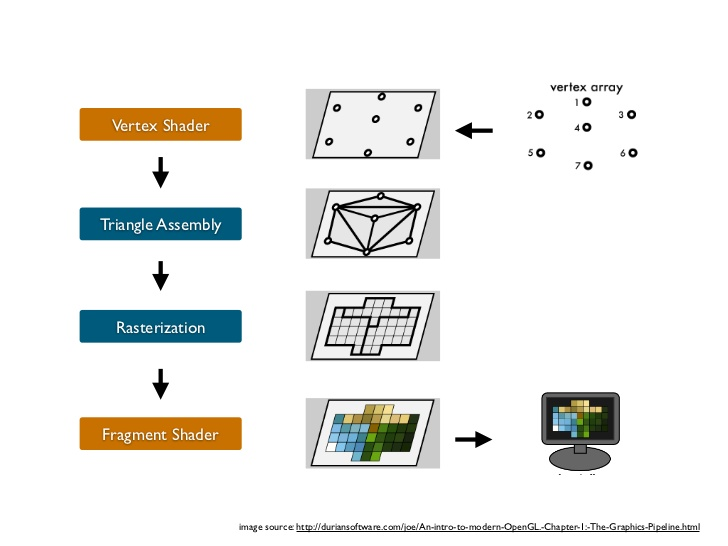 vertex array
1
2
3
4
5
6
7
Vertex Shader
Triangle Assembly
Rasterization
Fragment Shader
image source: http://duriansoftware.com/joe/An-intro-to-modern-OpenGL.-Chapter-1:-The-Graphics-Pipeline.html